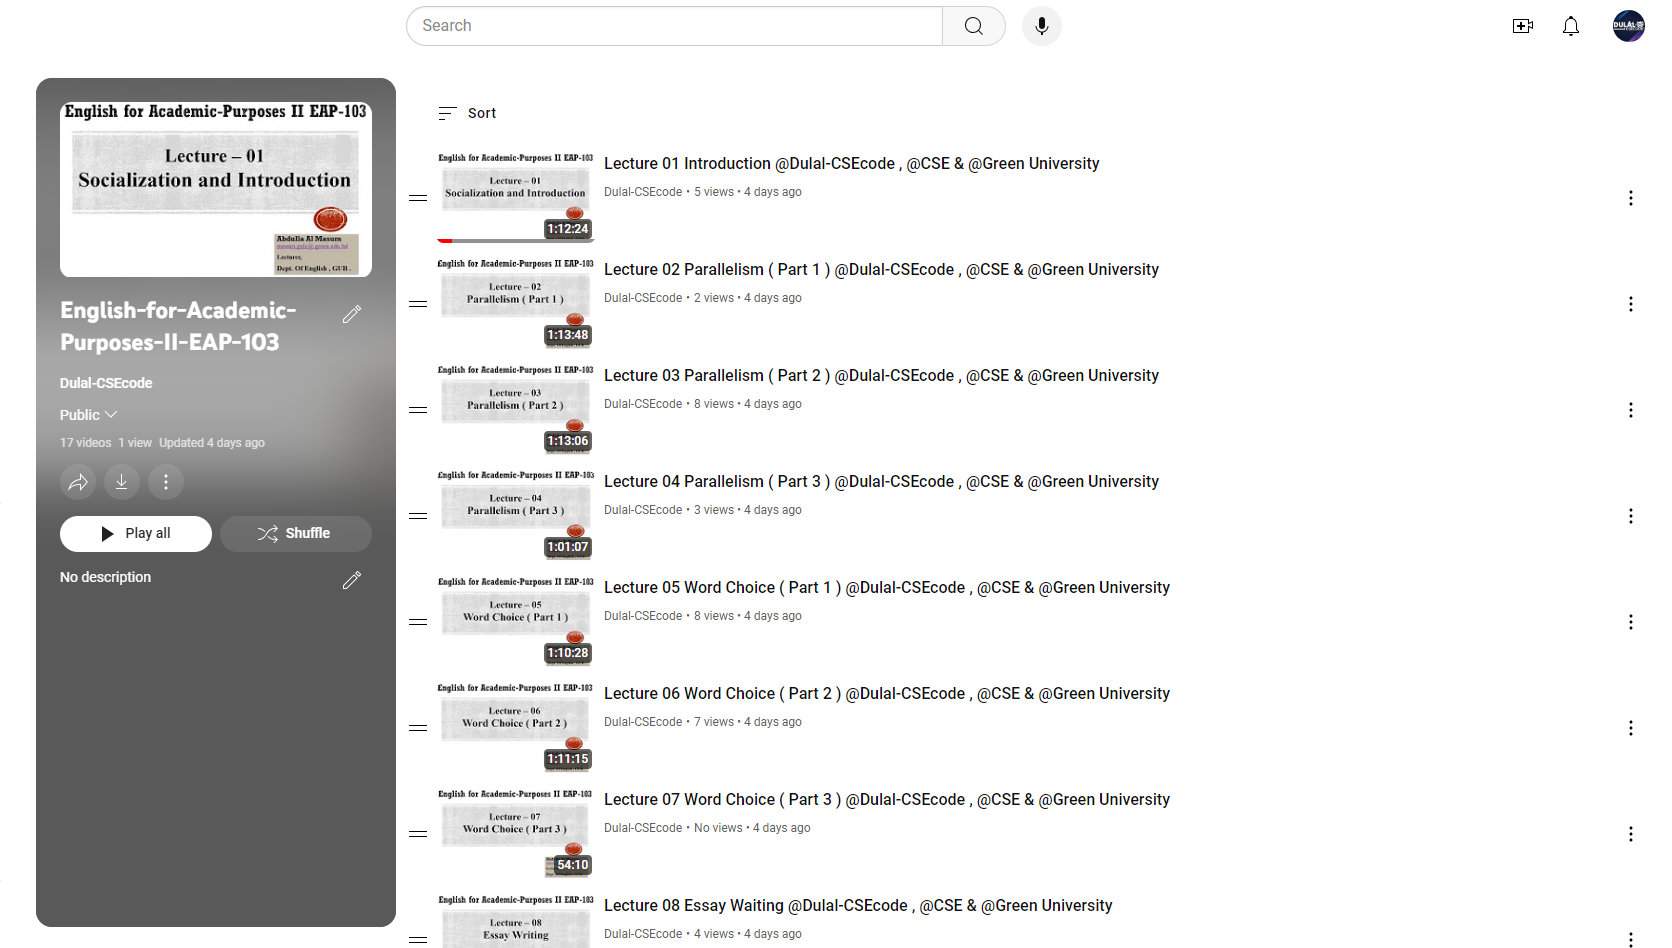 Search
DULAL
English for Academic-Purposes II EAP-103
Lecture – 01
Socialization and Introduction
Abdulla Al Masum
Lecturer,
Dept. Of English , GUB .
English-for-Academic-
Purposes-II-EAP-103
Dulal-CSEcode
Public
17 videos 1 view Updated 4 days ago
Play all
Shuffle
No description
Sort
English for Academic-Purposes II EAP-103
Lecture – 01
Socialization and Introduction
1:12:24
Lecture 01 Introduction @Dulal-CSEcode , @CSE & @Green University
Dulal-CSEcode • 5 views • 4 days ago
English for Academic-Purposes II EAP-103
Lecture – 02
Parallelism ( Part 1 )
1:13:48
Lecture 02 Parallelism ( Part 1 ) @Dulal-CSEcode , @CSE & @Green University
Dulal-CSEcode • 2 views • 4 days ago
English for Academic-Purposes II EAP-103
Lecture – 03
Parallelism ( Part 2 )
1:13:06
Lecture 03 Parallelism ( Part 2 ) @Dulal-CSEcode , @CSE & @Green University
Dulal-CSEcode • 8 views • 4 days ago
English for Academic-Purposes II EAP-103
Lecture – 04
Parallelism ( Part 3 )
1:01:07
Lecture 04 Parallelism ( Part 3 ) @Dulal-CSEcode , @CSE & @Green University
Dulal-CSEcode • 3 views • 4 days ago
English for Academic-Purposes II EAP-103
Lecture – 05
Word Choice ( Part 1 )
1:10:28
Lecture 05 Word Choice ( Part 1 ) @Dulal-CSEcode , @CSE & @Green University
Dulal-CSEcode • 8 views • 4 days ago
English for Academic-Purposes II EAP-103
Lecture – 06
Word Choice ( Part 2 )
1:11:15
Lecture 06 Word Choice ( Part 2 ) @Dulal-CSEcode , @CSE & @Green University
Dulal-CSEcode • 7 views • 4 days ago
English for Academic-Purposes II EAP-103
Lecture – 07
Word Choice ( Part 3 )
54:10
Lecture 07 Word Choice ( Part 3 ) @Dulal-CSEcode , @CSE & @Green University
Dulal-CSEcode • No views • 4 days ago
English for Academic-Purposes II EAP-103
Lecture – 08
Essay Writing
Lecture 08 Essay Waiting @Dulal-CSEcode , @CSE & @Green University
Dulal-CSEcode • 4 views • 4 days ago